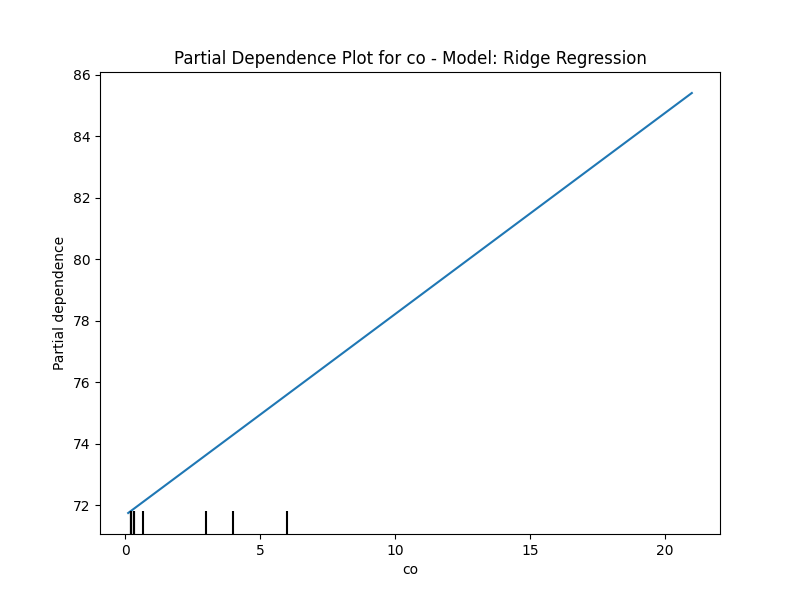 Partial Dependence Plot for co - Model: Ridge Regression
86
84
82
80
78
76
74
72
Partial dependence
0 5 10 15 20
co